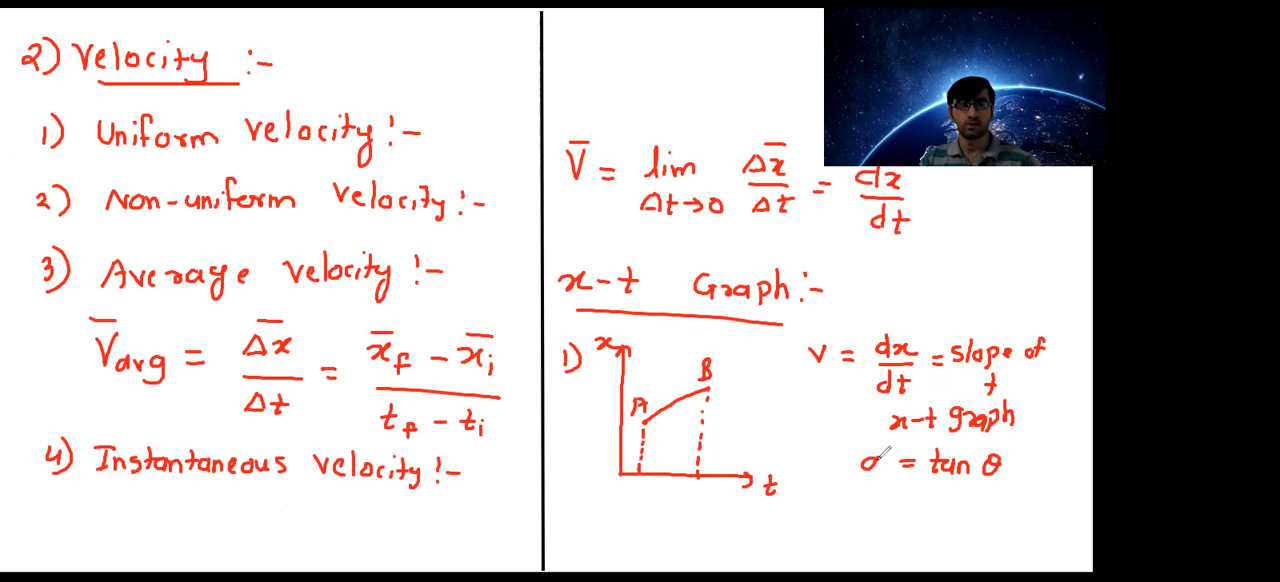 2) Velocity :-
1) Uniform velocity :-
2) Non-uniform velocity :-
3) Average velocity :-
V̅avg = Δx̅/Δt = (x̅f - x̅i)/(tf - ti)
4) Instantaneous velocity :-
V̅ = lim Δt→0 Δx̅/Δt = dx/dt
x-t Graph :-
1)
x
A
B
t
v = dx/dt = slope of
x-t graph
= tan θ